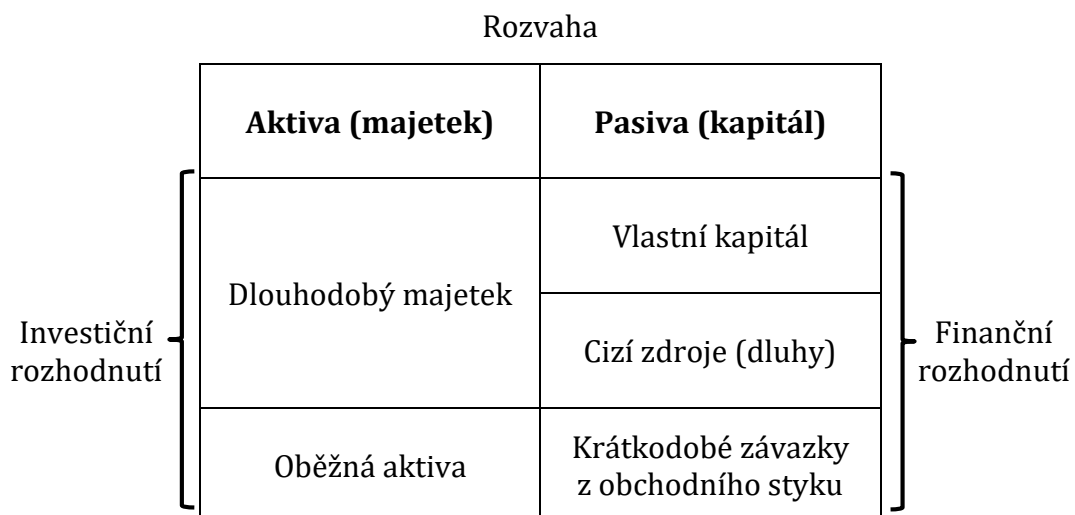 Rozvaha
Aktiva (majetek)
Pasiva (kapitál)
Vlastní kapitál
Dlouhodobý majetek
Investiční
rozhodnutí
Cizí zdroje (dluhy)
Finanční
rozhodnutí
Oběžná aktiva
Krátkodobé závazky
z obchodního styku